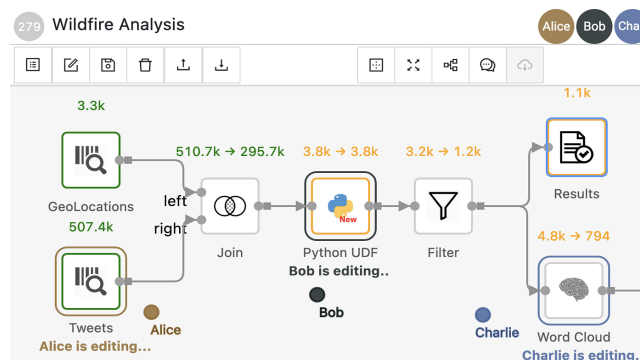 279 Wildfire Analysis
Alice Bob Cha
3.3k
1.1k
510.7k → 295.7k
3.8k → 3.8k
3.2k → 1.2k
left
GeoLocations
Results
507.4k
right
New
Join
Python UDF
Filter
4.8k → 794
Bob is editing..
Bob
Alice
Charlie
Tweets
Word Cloud
Alice is editing...
Charlie is editing.